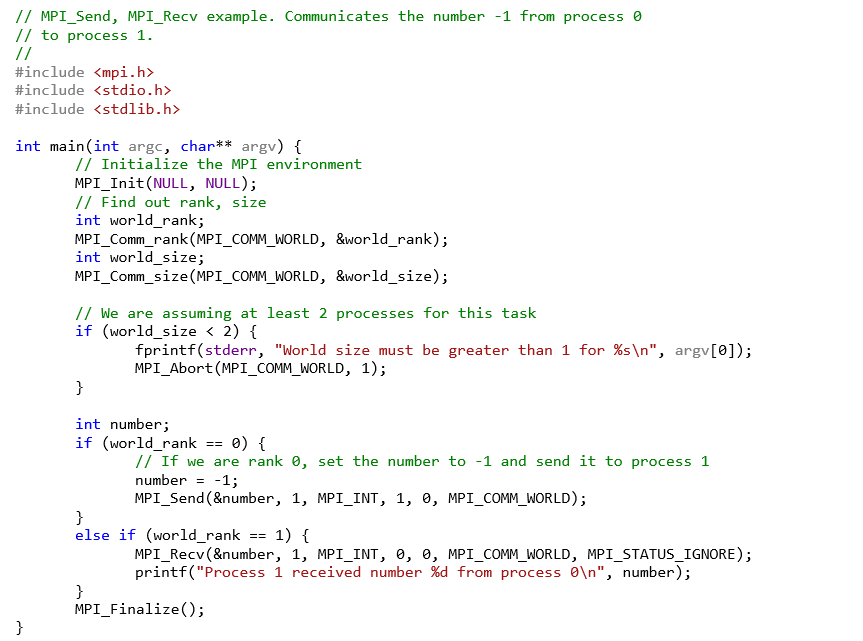 // MPI_Send, MPI_Recv example. Communicates the number -1 from process 0
// to process 1.
//
#include <mpi.h>
#include <stdio.h>
#include <stdlib.h>

int main(int argc, char** argv) {
       // Initialize the MPI environment
       MPI_Init(NULL, NULL);
       // Find out rank, size
       int world_rank;
       MPI_Comm_rank(MPI_COMM_WORLD, &world_rank);
       int world_size;
       MPI_Comm_size(MPI_COMM_WORLD, &world_size);

       // We are assuming at least 2 processes for this task
       if (world_size < 2) {
              fprintf(stderr, "World size must be greater than 1 for %s\n", argv[0]);
              MPI_Abort(MPI_COMM_WORLD, 1);
       }

       int number;
       if (world_rank == 0) {
              // If we are rank 0, set the number to -1 and send it to process 1
              number = -1;
              MPI_Send(&number, 1, MPI_INT, 1, 0, MPI_COMM_WORLD);
       }
       else if (world_rank == 1) {
              MPI_Recv(&number, 1, MPI_INT, 0, 0, MPI_COMM_WORLD, MPI_STATUS_IGNORE);
              printf("Process 1 received number %d from process 0\n", number);
       }
       MPI_Finalize();
}